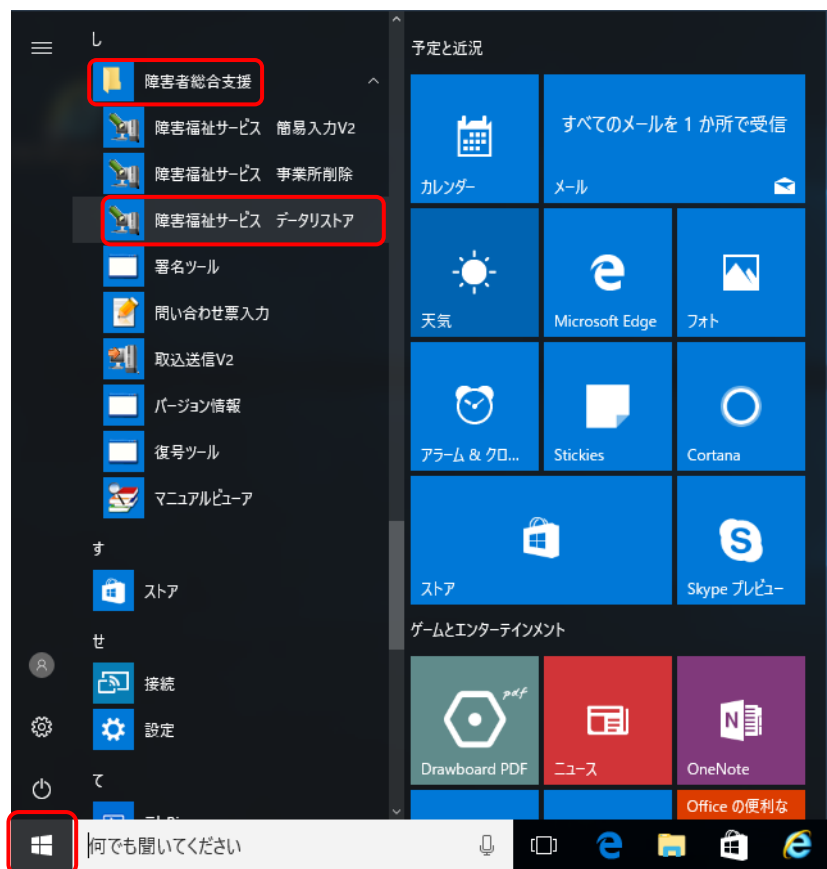 し
障害者総合支援
障害福祉サービス　簡易入力V2
障害福祉サービス　事業所削除
障害福祉サービス　データリストア
署名ツール
問い合わせ票入力
取込送信V2
バージョン情報
復号ツール
マニュアルビューア
す
ストア
せ
接続
設定
て
何でも聞いてください
予定と近況
カレンダー
すべてのメールを 1 か所で受信
メール
天気
Microsoft Edge
フォト
アラーム & クロ...
Stickies
Cortana
ストア
Skype プレビュー
ゲームとエンターテインメント
pdf
Drawboard PDF
ニュース
N
OneNote
Office の便利な